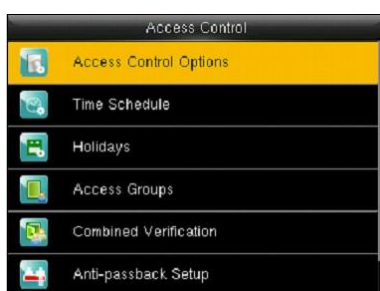 Access Control
Access Control Options
Time Schedule
Holidays
Access Groups
Combined Verification
Anti-passback Setup